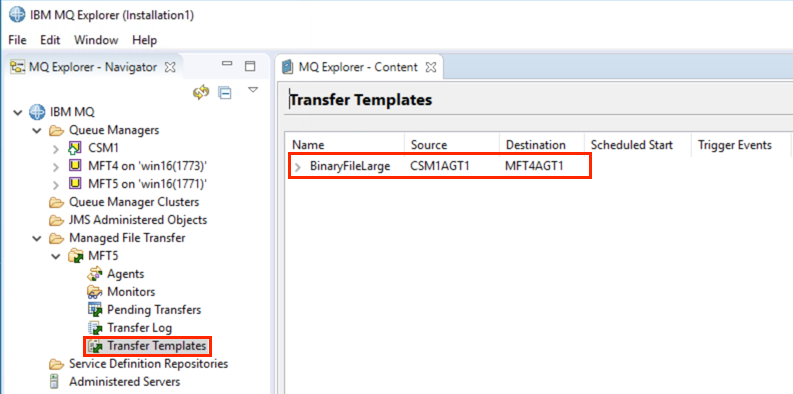 IBM MQ Explorer (Installation1)
File Edit Window Help
MQ Explorer - Navigator
IBM MQ
Queue Managers
CSM1
MFT4 on 'win16(1773)'
MFT5 on 'win16(1771)'
Queue Manager Clusters
JMS Administered Objects
Managed File Transfer
MFT5
Agents
Monitors
Pending Transfers
Transfer Log
Transfer Templates
Service Definition Repositories
Administered Servers
MQ Explorer - Content
Transfer Templates
Name Source Destination Scheduled Start Trigger Events
BinaryFileLarge CSM1AGT1 MFT4AGT1